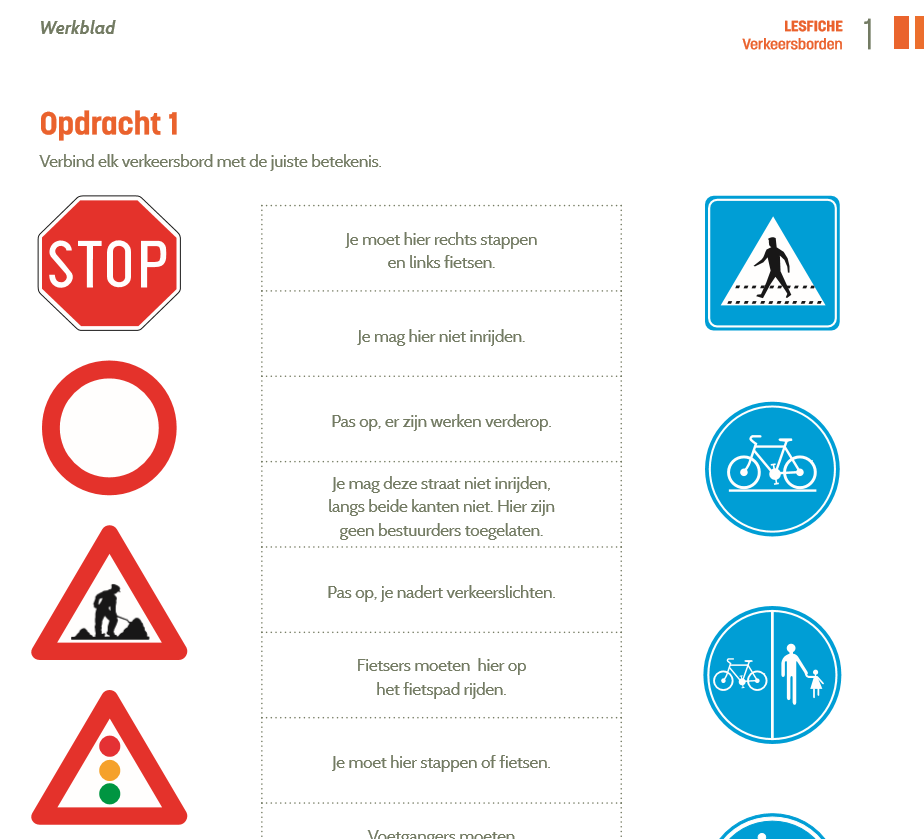 Werkblad
LESFICHE
Verkeersborden
1
Opdracht 1
Verbind elk verkeersbord met de juiste betekenis.
STOP
Je moet hier rechts stappen
en links fietsen.
Je mag hier niet inrijden.
Pas op, er zijn werken verderop.
Je mag deze straat niet inrijden,
langs beide kanten niet. Hier zijn
geen bestuurders toegelaten.
Pas op, je nadert verkeerslichten.
Fietsers moeten hier op
het fietspad rijden.
Je moet hier stappen of fietsen.
Voetgangers moeten